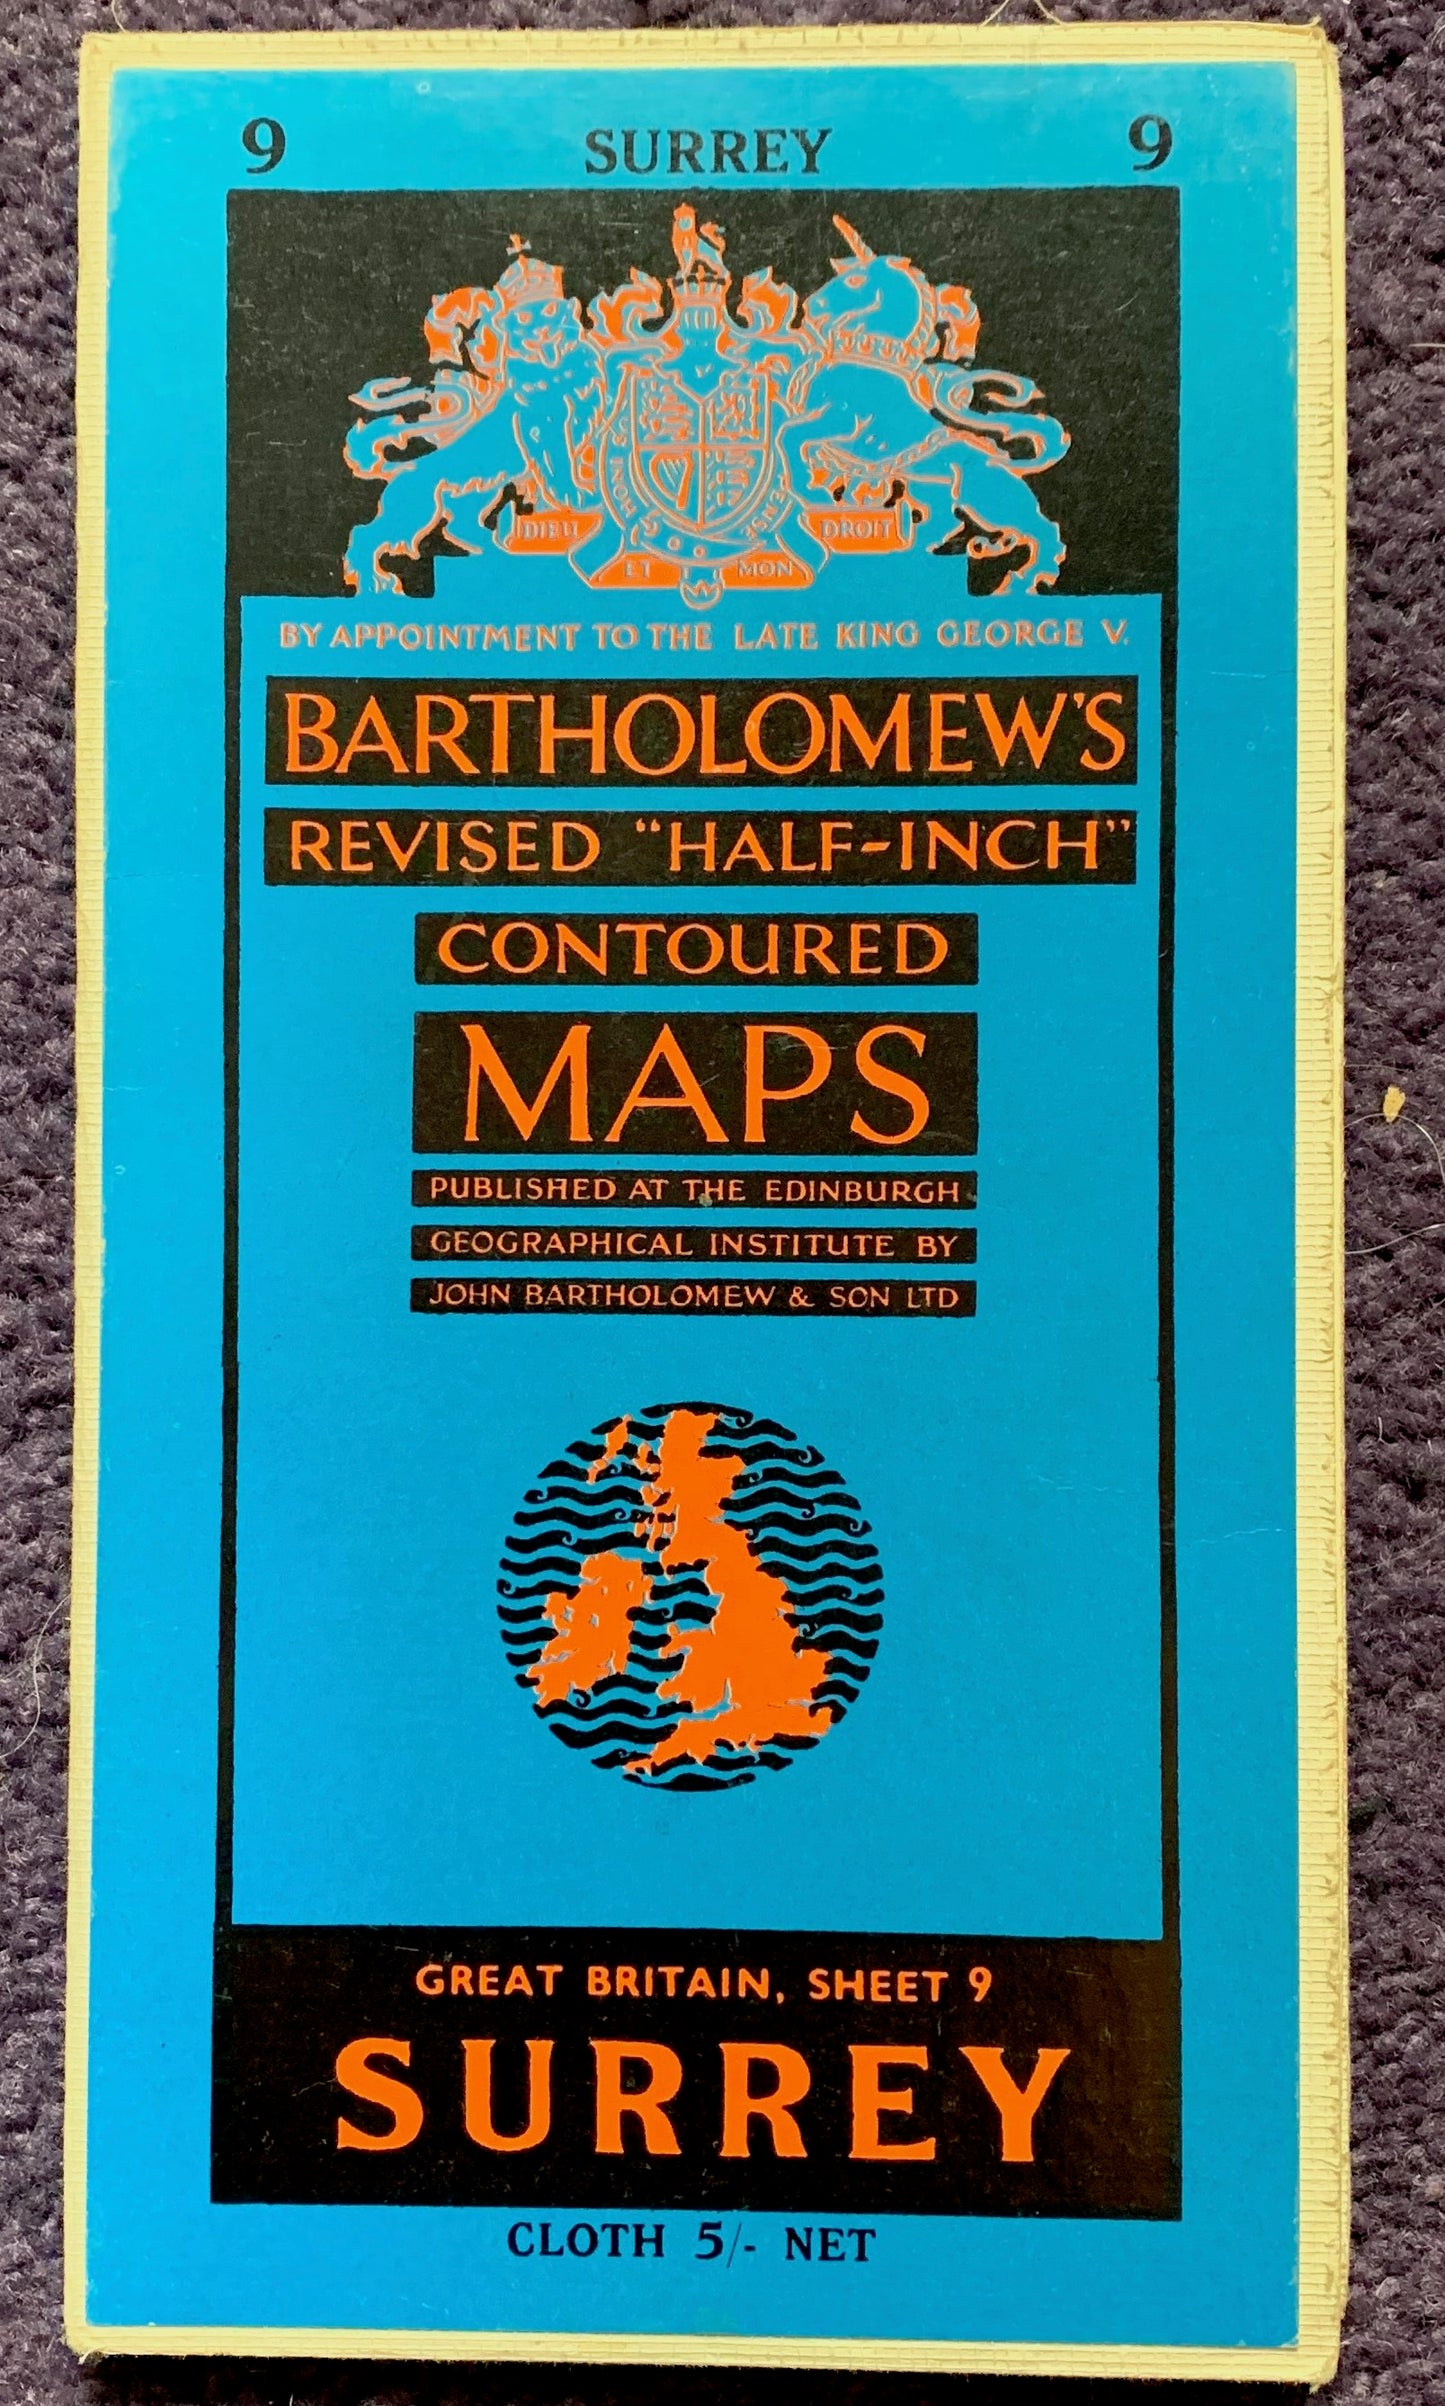 9 SURREY 9
DIEU ET MON DROIT
BY APPOINTMENT TO THE LATE KING GEORGE V.
BARTHOLOMEW'S
REVISED “HALF-INCH”
CONTOURED
MAPS
PUBLISHED AT THE EDINBURGH
GEOGRAPHICAL INSTITUTE BY
JOHN BARTHOLOMEW & SON LTD
GREAT BRITAIN, SHEET 9
SURREY
CLOTH 5/- NET